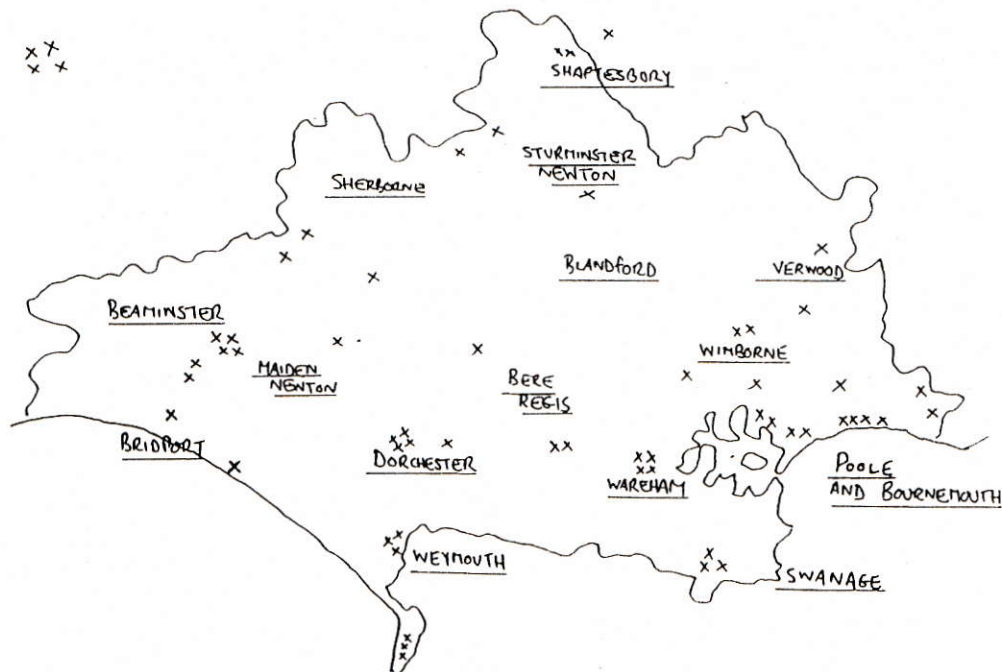 SHAFTESBORY
STURMINSTER
NEWTON
SHERBORNE
BLANDFORD
VERWOOD
BEAMINSTER
WIMBORNE
MAIDEN
NEWTON
BERE
REGIS
BRIDPORT
DORCHESTER
WAREHAM
POOLE
AND BOURNEMOUTH
WEYMOUTH
SWANAGE